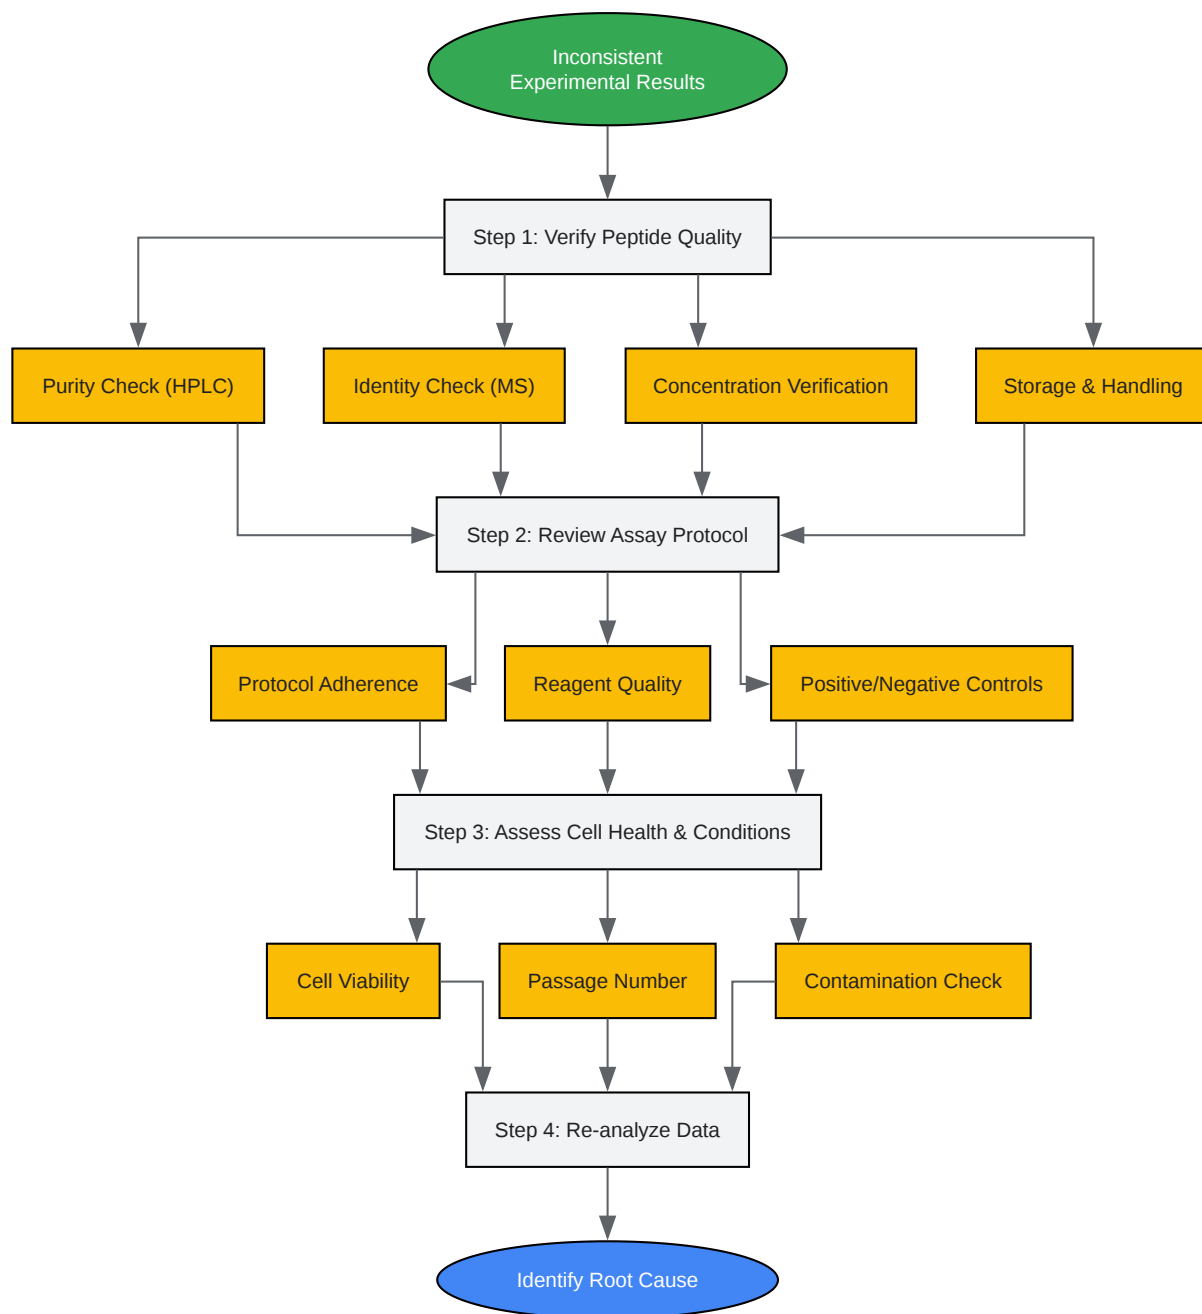 Inconsistent
Experimental Results
Step 1: Verify Peptide Quality
Purity Check (HPLC)
Identity Check (MS)
Concentration Verification
Storage & Handling
Step 2: Review Assay Protocol
Protocol Adherence
Reagent Quality
Positive/Negative Controls
Step 3: Assess Cell Health & Conditions
Cell Viability
Passage Number
Contamination Check
Step 4: Re-analyze Data
Identify Root Cause